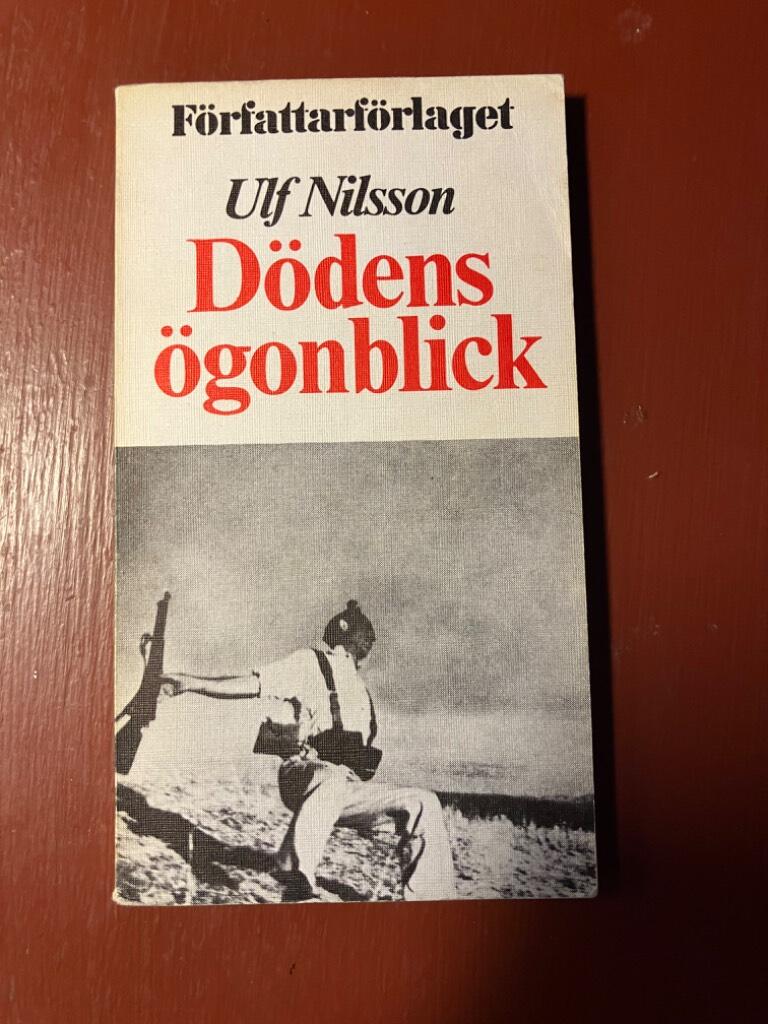 Författarförlaget
Ulf Nilsson
Dödens
ögonblick